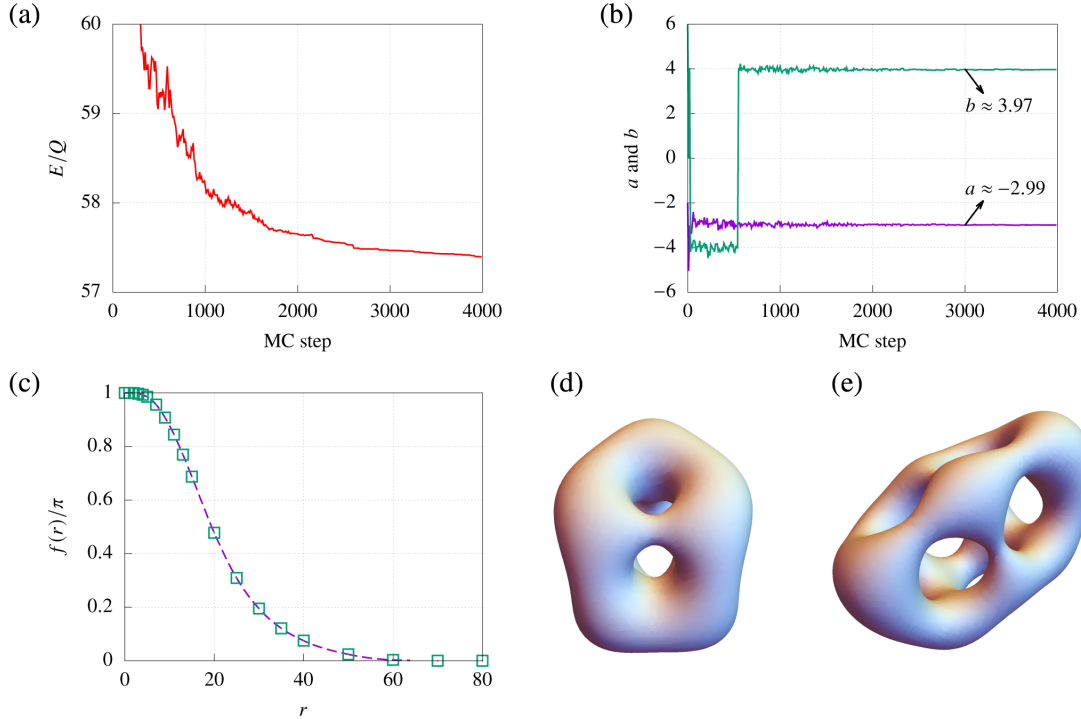 (a)
60
59
58
57
E/Q
0
1000
2000
3000
4000
MC step
(b)
6
4
2
0
−2
−4
−6
a and b
b ≈ 3.97
a ≈ −2.99
0
1000
2000
3000
4000
MC step
(c)
1
0.8
0.6
0.4
0.2
0
f(r)/π
0
20
40
60
80
r
(d)
(e)